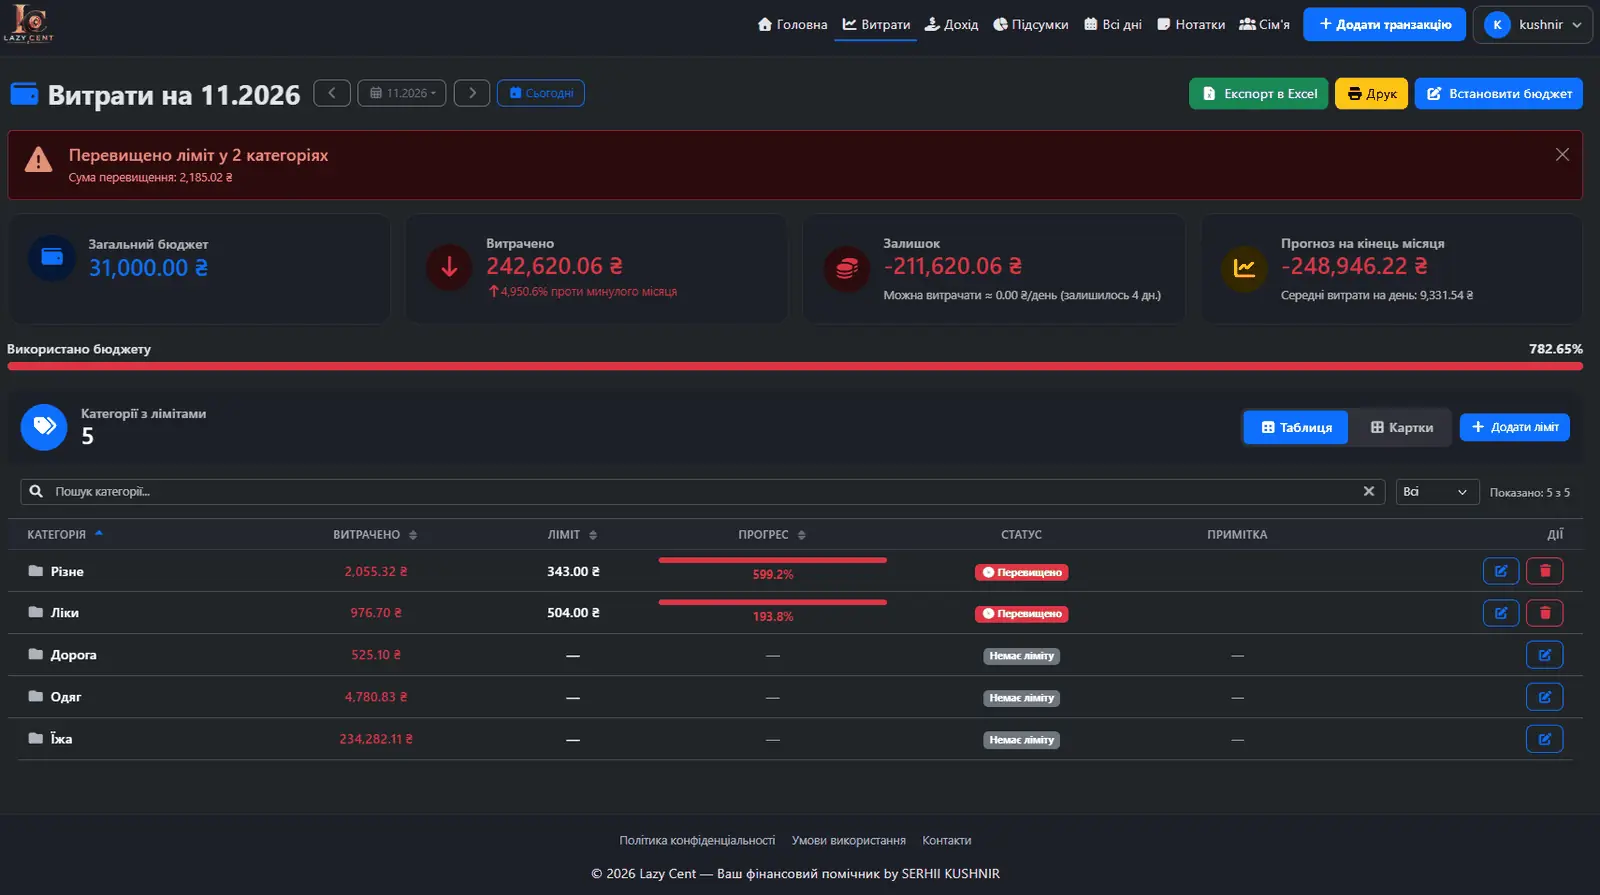 LAZY CENT
Головна Витрати Дохід Підсумки Всі дні Нотатки Сім'я + Додати транзакцію K kushnir
Витрати на 11.2026 11.2026 Сьогодні Експорт в Excel Друк Встановити бюджет
Перевищено ліміт у 2 категоріях
Сума перевищення: 2,185.02 ₴
Загальний бюджет
31,000.00 ₴
Витрачено
242,620.06 ₴
4,950.6% проти минулого місяця
Залишок
-211,620.06 ₴
Можна витрачати ≈ 0.00 ₴/день (залишилось 4 дн.)
Прогноз на кінець місяця
-248,946.22 ₴
Середні витрати на день: 9,331.54 ₴
Використано бюджету 782.65%
Категорії з лімітами
5
Таблиця Картки + Додати ліміт
Пошук категорії... Всі Показано: 5 з 5
КАТЕГОРІЯ ВИТРАЧЕНО ЛІМІТ ПРОГРЕС СТАТУС ПРИМІТКА ДІЇ
Різне 2,055.32 ₴ 343.00 ₴ 599.2% Перевищено
Ліки 976.70 ₴ 504.00 ₴ 193.8% Перевищено
Дорога 525.10 ₴ — — Немає ліміту —
Одяг 4,780.83 ₴ — — Немає ліміту —
Їжа 234,282.11 ₴ — — Немає ліміту —
Політика конфіденціальності Умови використання Контакти
© 2026 Lazy Cent — Ваш фінансовий помічник by SERHII KUSHNIR